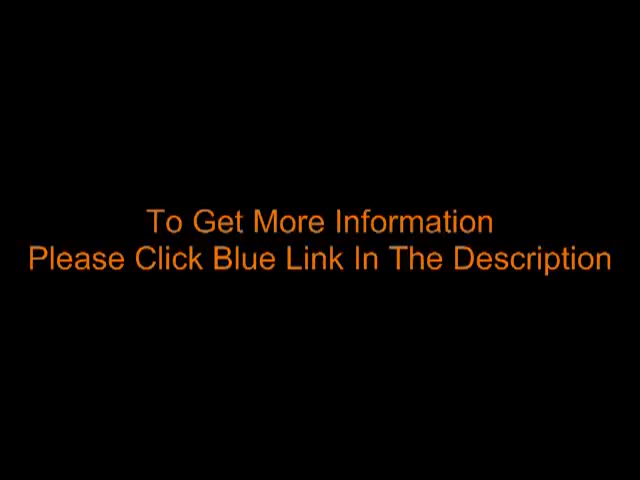 To Get More Information
Please Click Blue Link In The Description